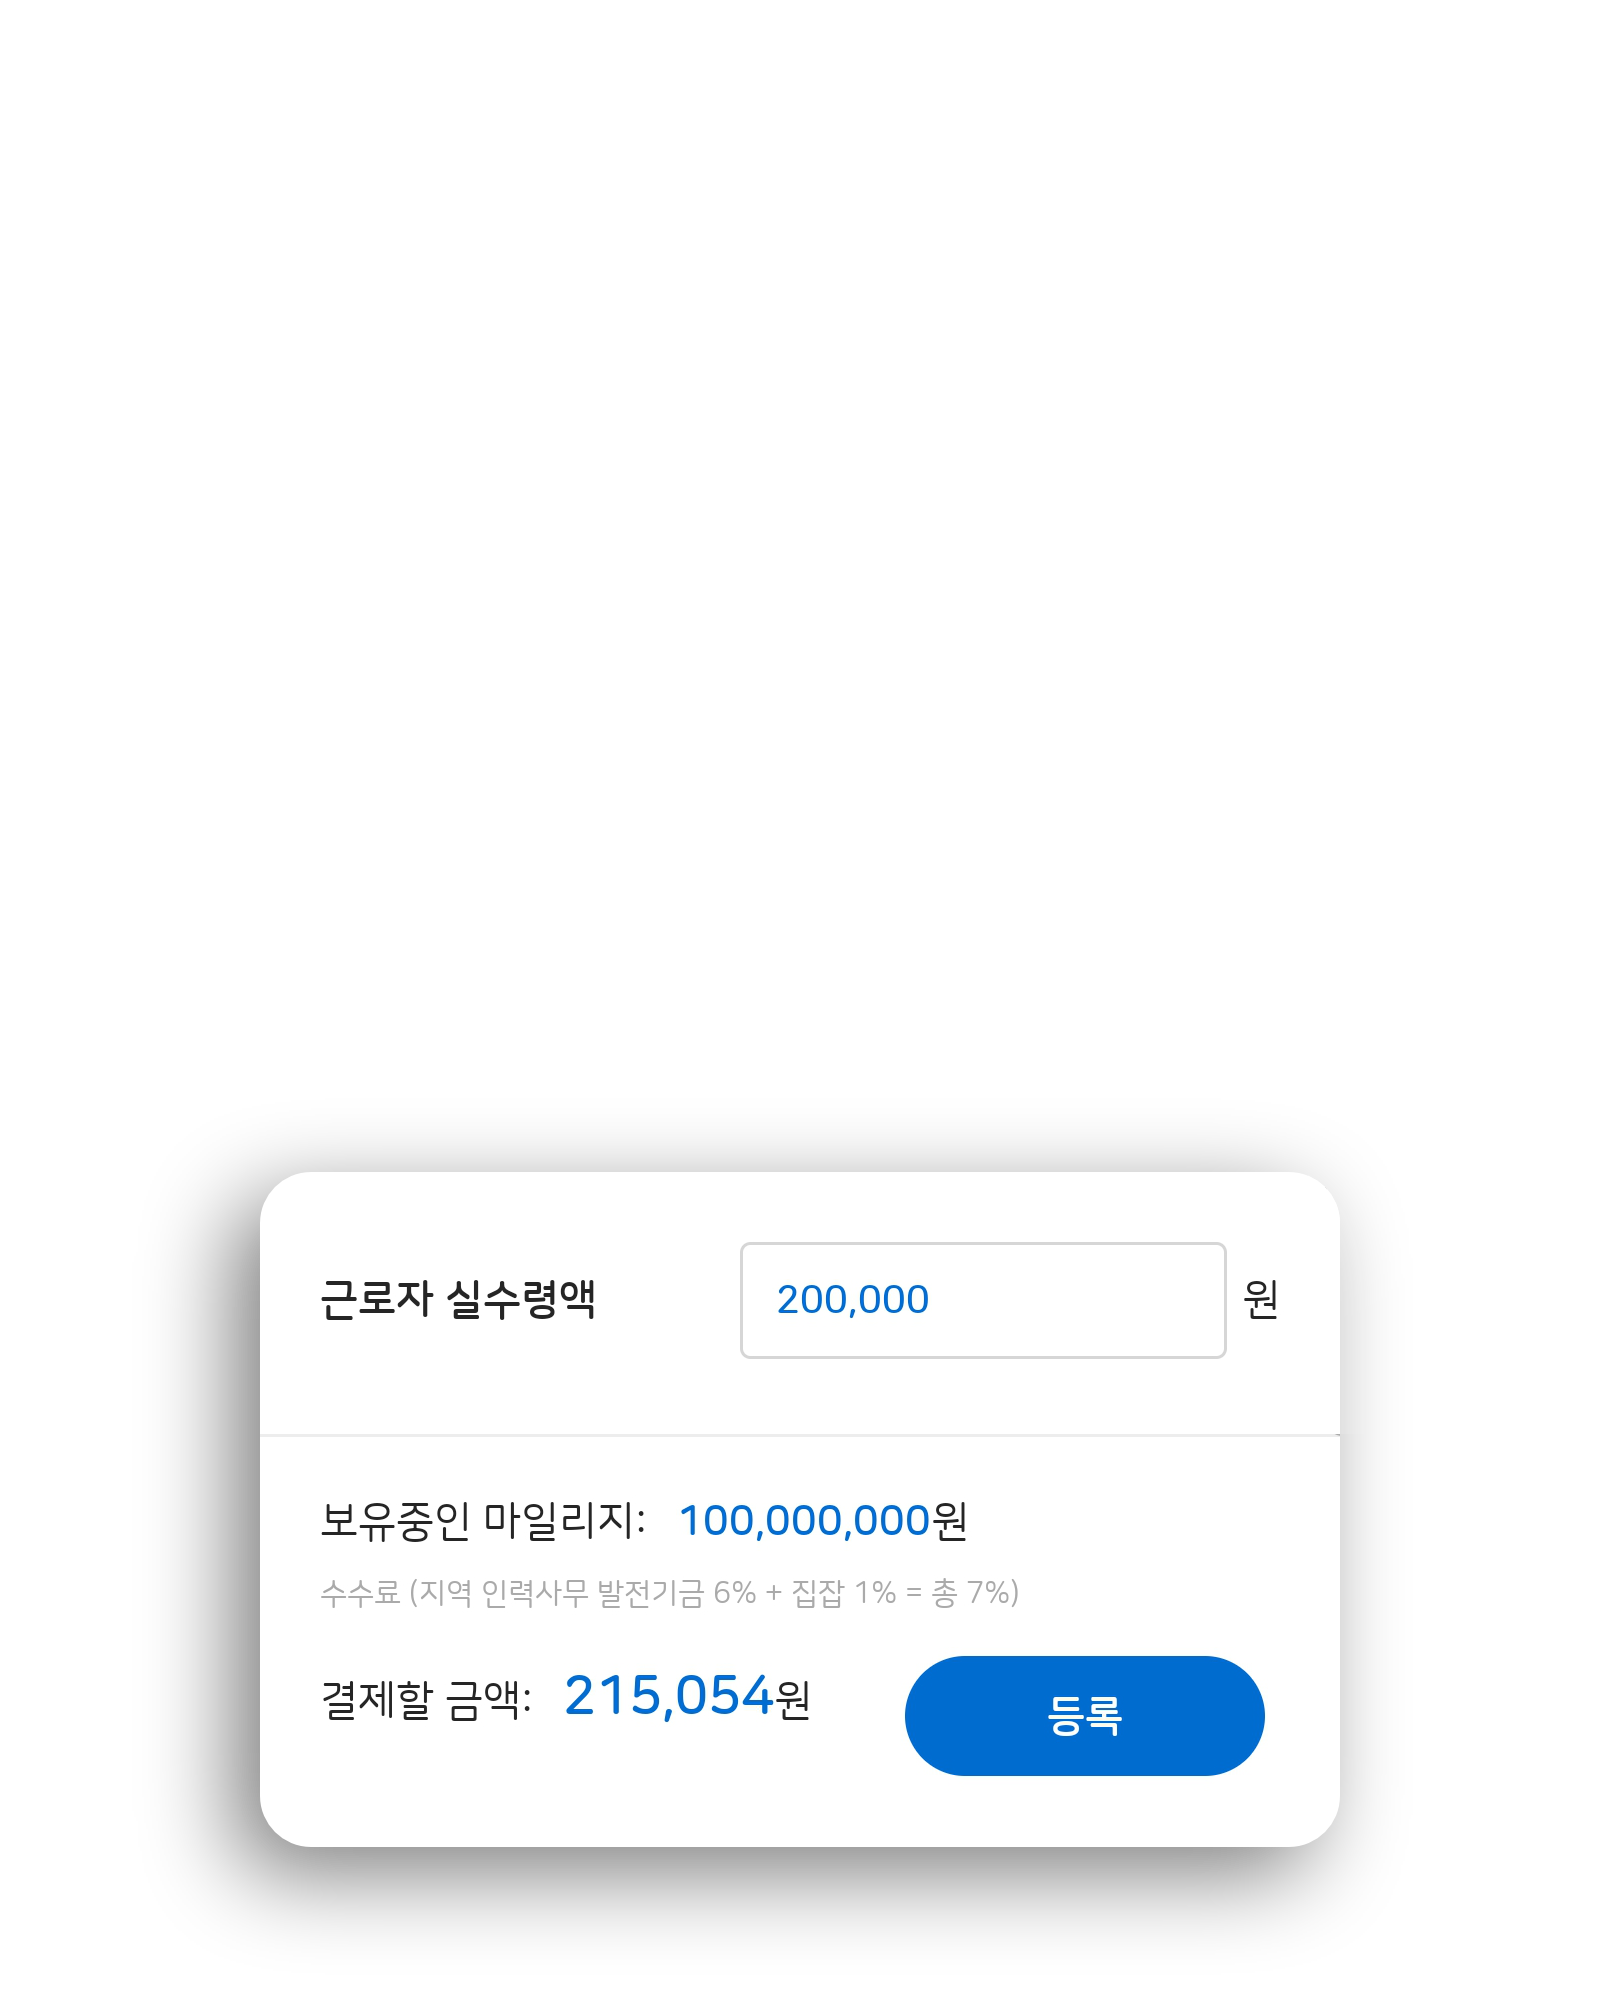 근로자 실수령액 200,000 원
보유중인 마일리지: 100,000,000원
수수료 (지역 인력사무 발전기금 6% + 집잡 1% = 총 7%)
결제할 금액: 215,054원
등록